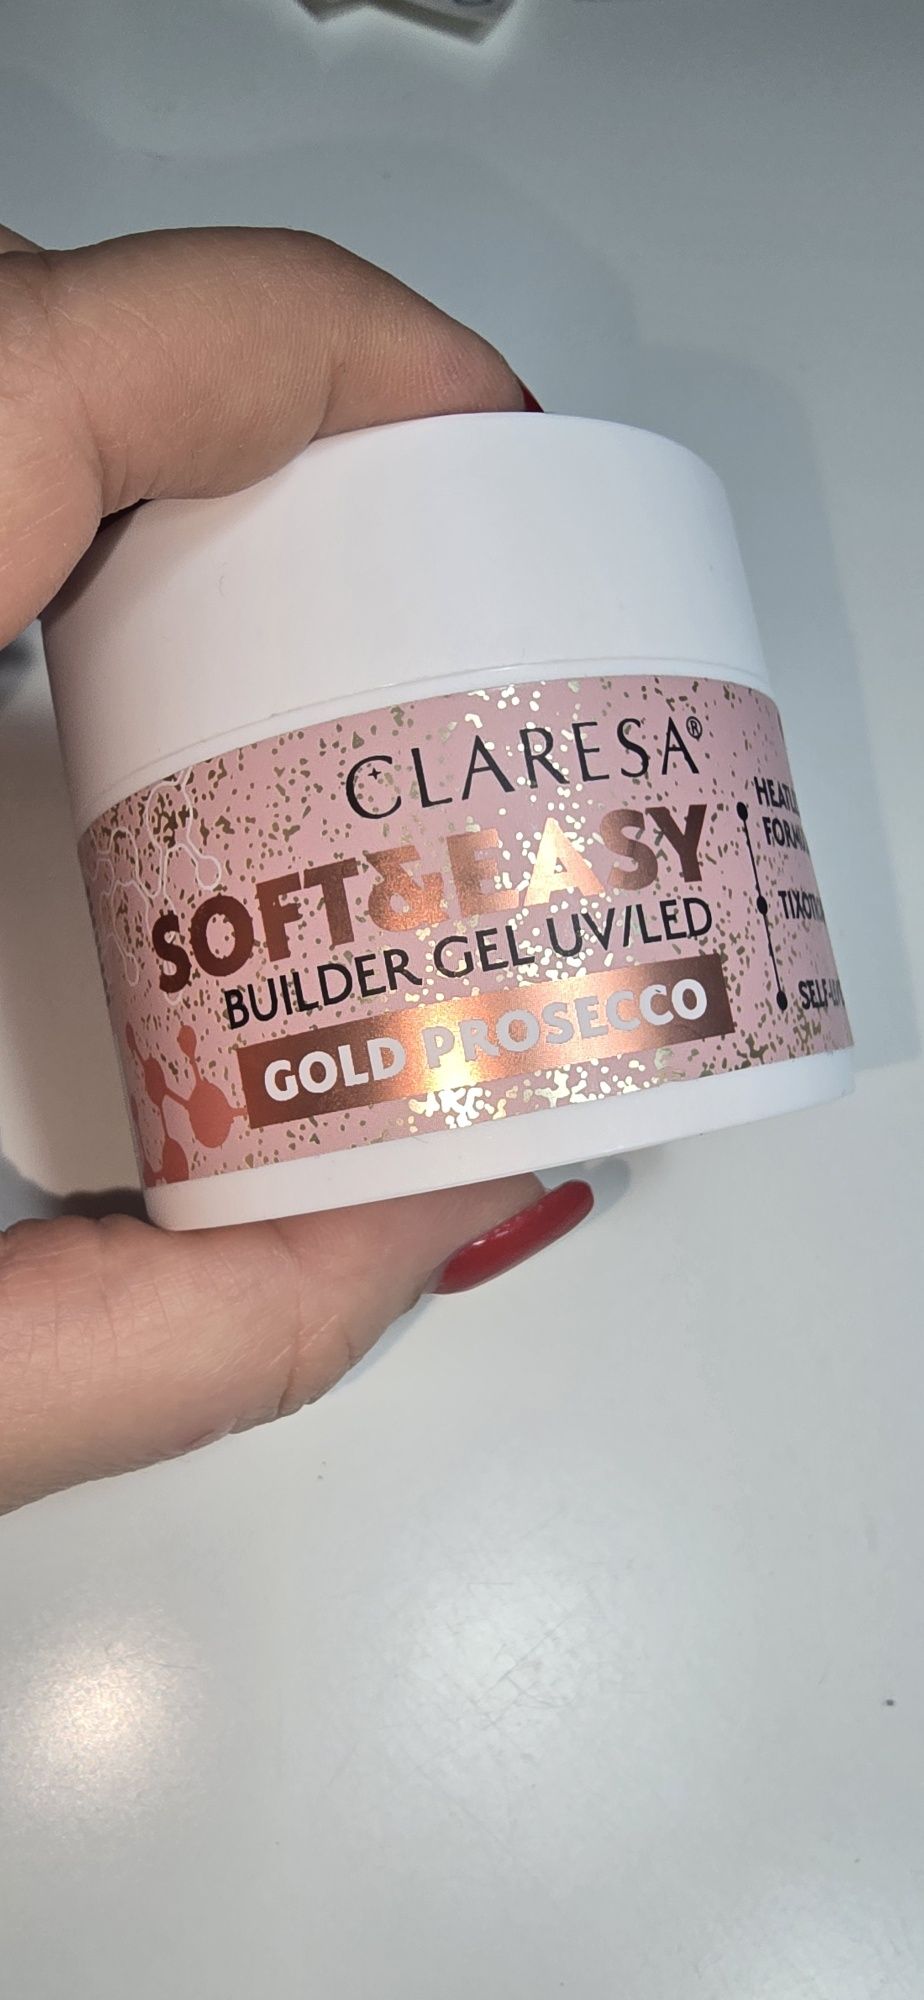 CLARESA®
SOFT&EASY
BUILDER GEL UV/LED
GOLD PROSECCO